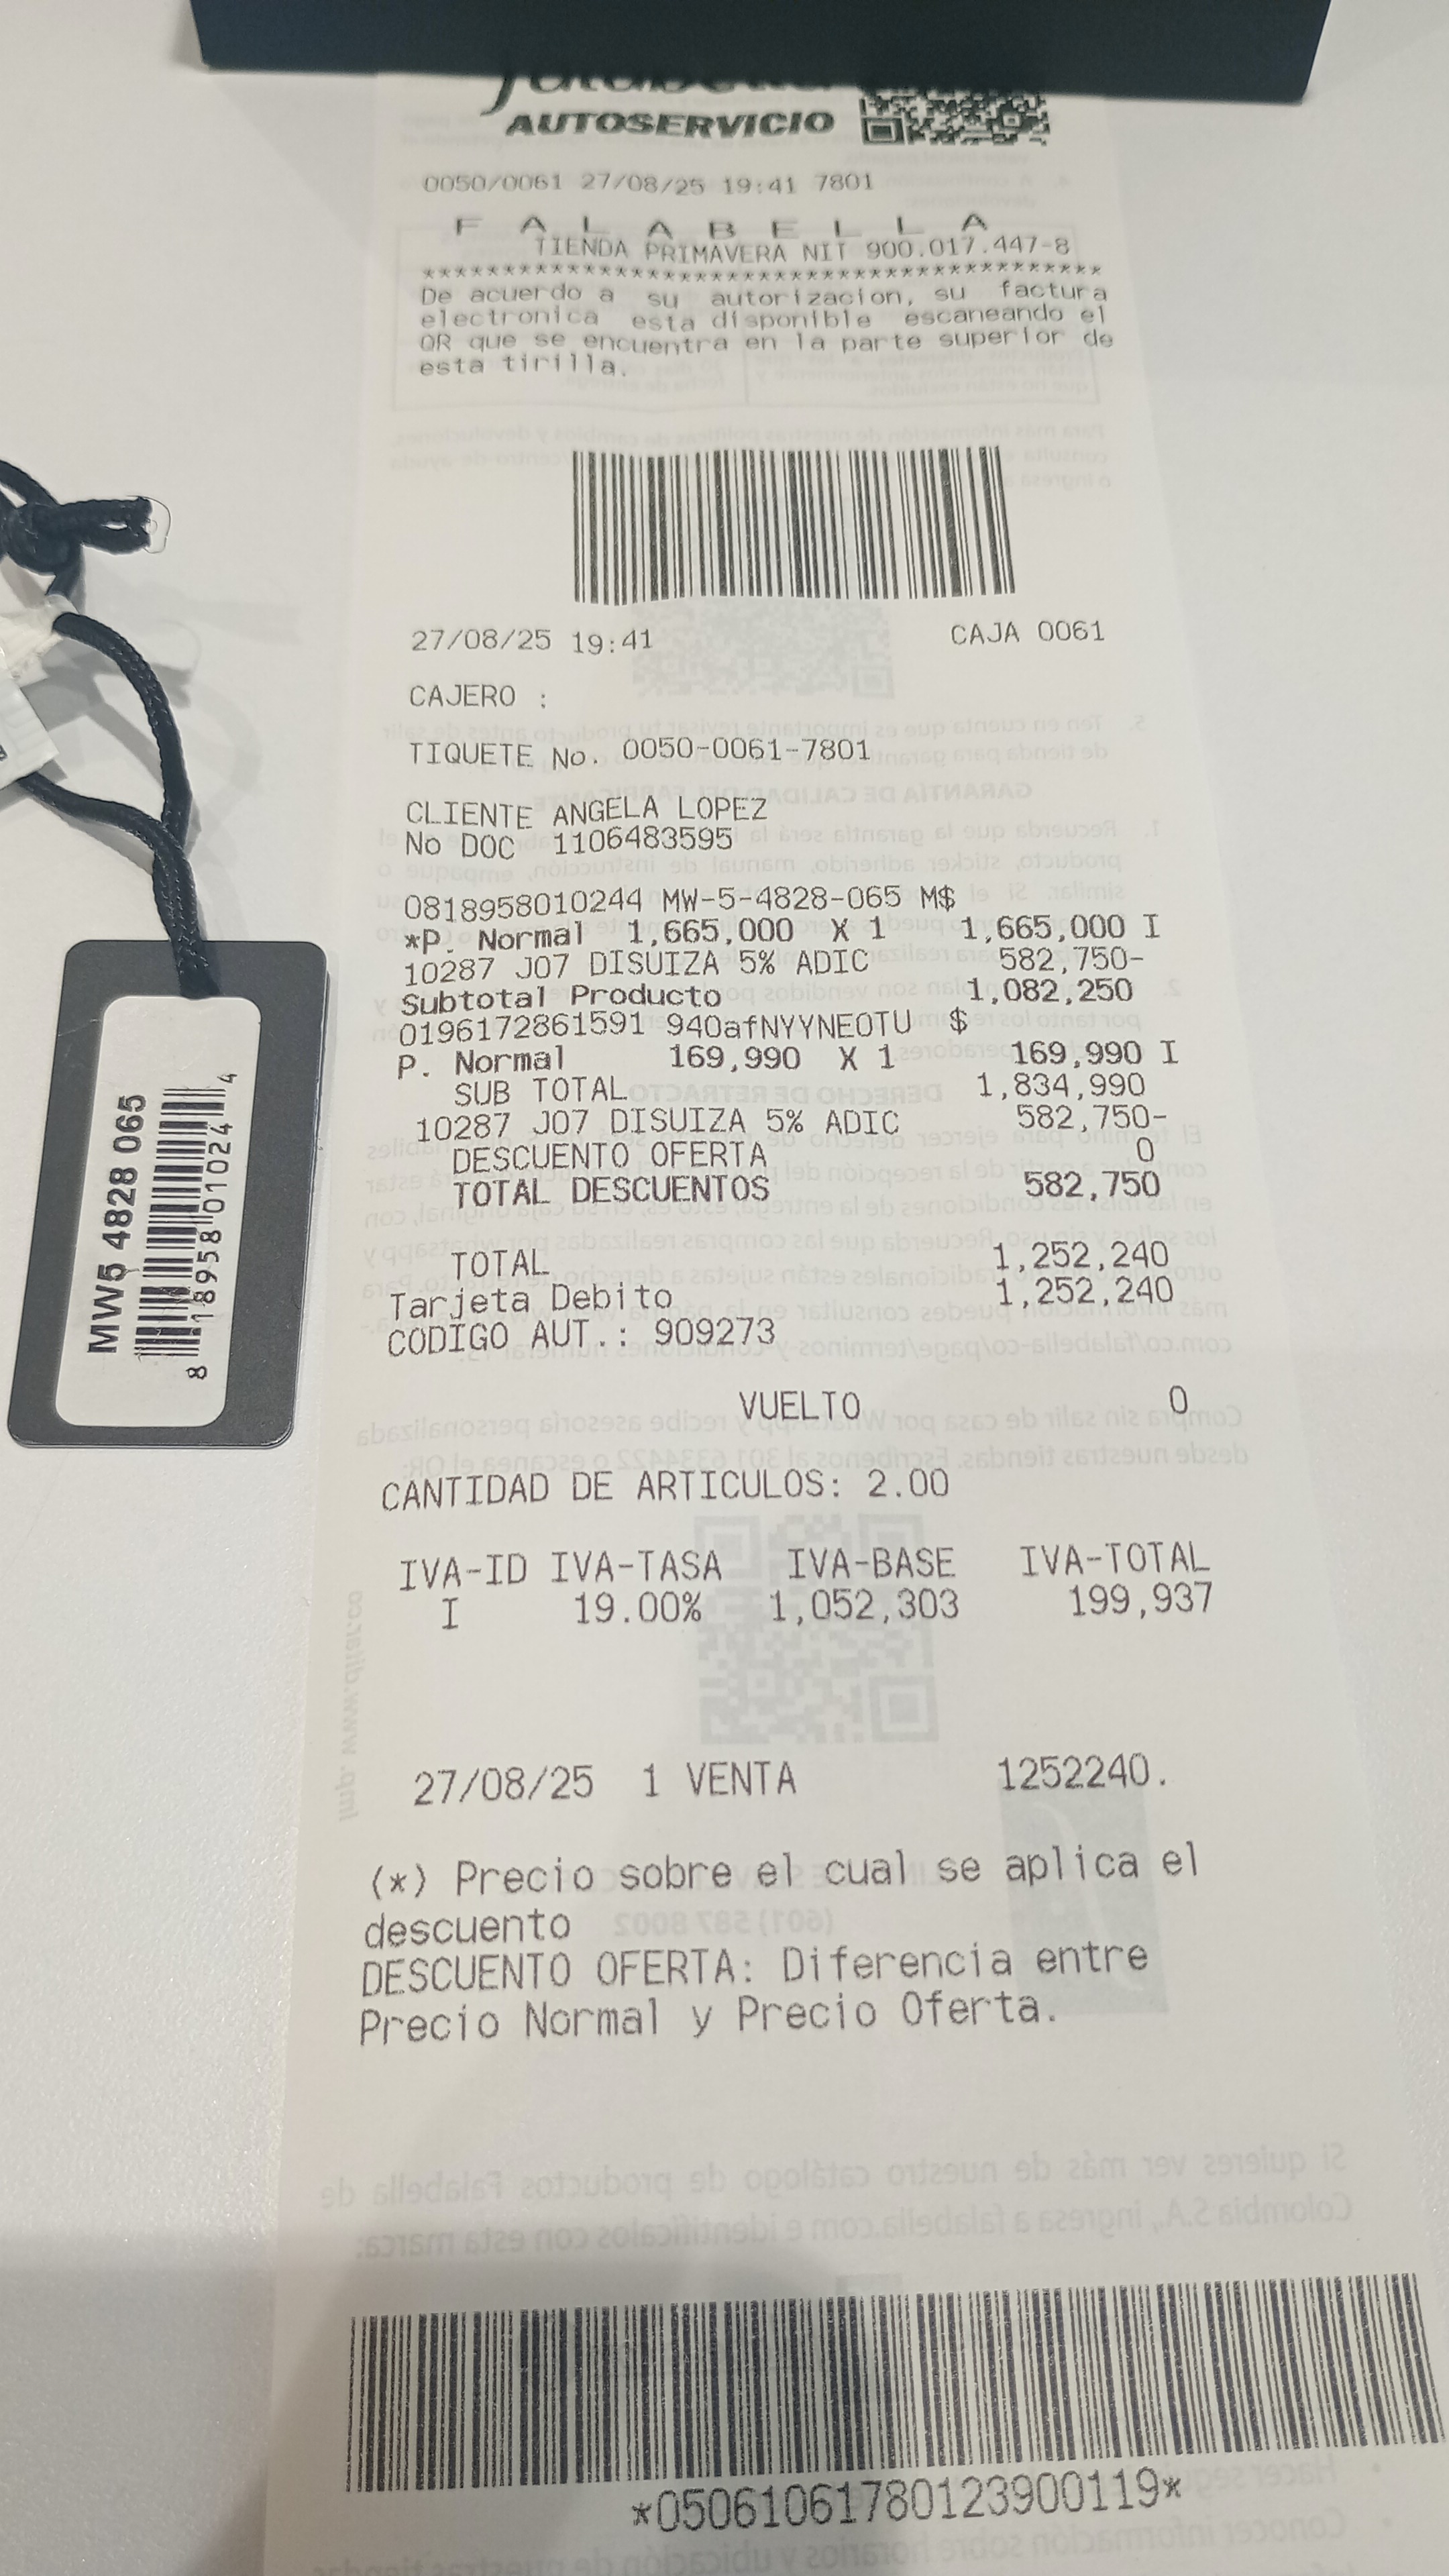 AUTOSERVICIO
0050/0061 27/08/25 19:41 7801
F A L A B E L L A
TIENDA PRIMAVERA NIT 900.017.447-8
******************************************
De acuerdo a su autorizacion, su factura
electronica esta disponible escaneando el
QR que se encuentra en la parte superior de
esta tirilla.
27/08/25 19:41 CAJA 0061
CAJERO :
TIQUETE No. 0050-0061-7801
CLIENTE ANGELA LOPEZ
No DOC 1106483595
0818958010244 MW-5-4828-065 M$
*P. Normal 1,665,000 X 1 1,665,000 I
10287 J07 DISUIZA 5% ADIC 582,750-
Subtotal Producto 1,082,250
0196172861591 940afNYYNEOTU $
P. Normal 169,990 X 1 169,990 I
SUB TOTAL 1,834,990
10287 J07 DISUIZA 5% ADIC 582,750-
DESCUENTO OFERTA 0
TOTAL DESCUENTOS 582,750
TOTAL 1,252,240
Tarjeta Debito 1,252,240
CODIGO AUT.: 909273
VUELTO 0
CANTIDAD DE ARTICULOS: 2.00
IVA-ID IVA-TASA IVA-BASE IVA-TOTAL
I 19.00% 1,052,303 199,937
27/08/25 1 VENTA 1252240.
(*) Precio sobre el cual se aplica el
descuento
DESCUENTO OFERTA: Diferencia entre
Precio Normal y Precio Oferta.
*05061061780123900119*
MW5 4828 065
8 18958 01024 4